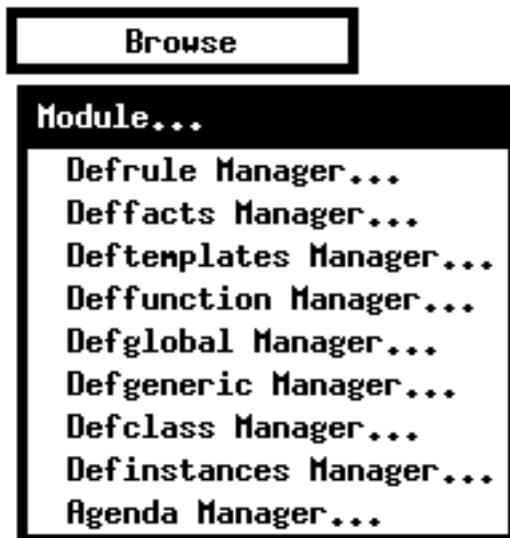 Browse
Module...
Defrule Manager...
Deffacts Manager...
Deftemplates Manager...
Deffunction Manager...
Defglobal Manager...
Defgeneric Manager...
Defclass Manager...
Definstances Manager...
Agenda Manager...